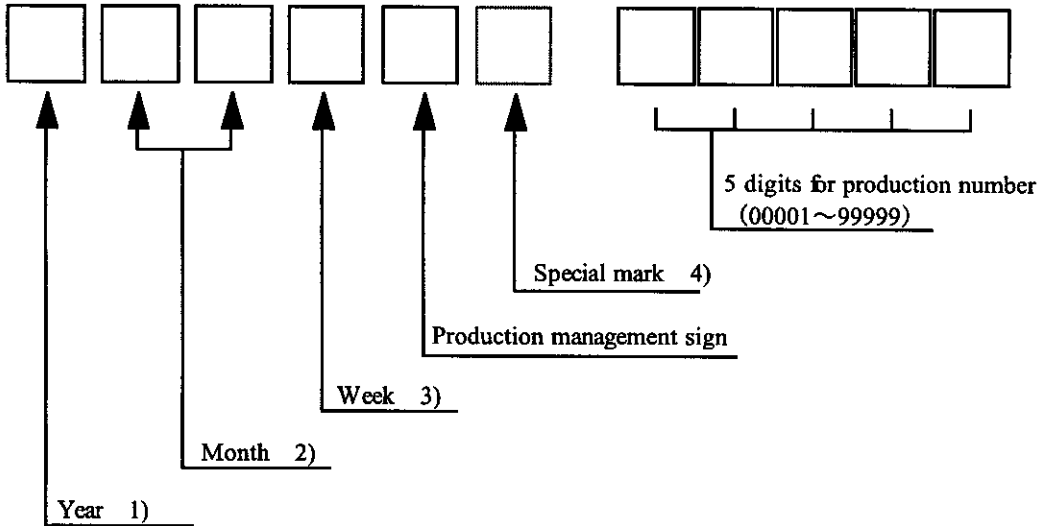 5 digits for production number
(00001～99999)
Special mark 4)
Production management sign
Week 3)
Month 2)
Year 1)